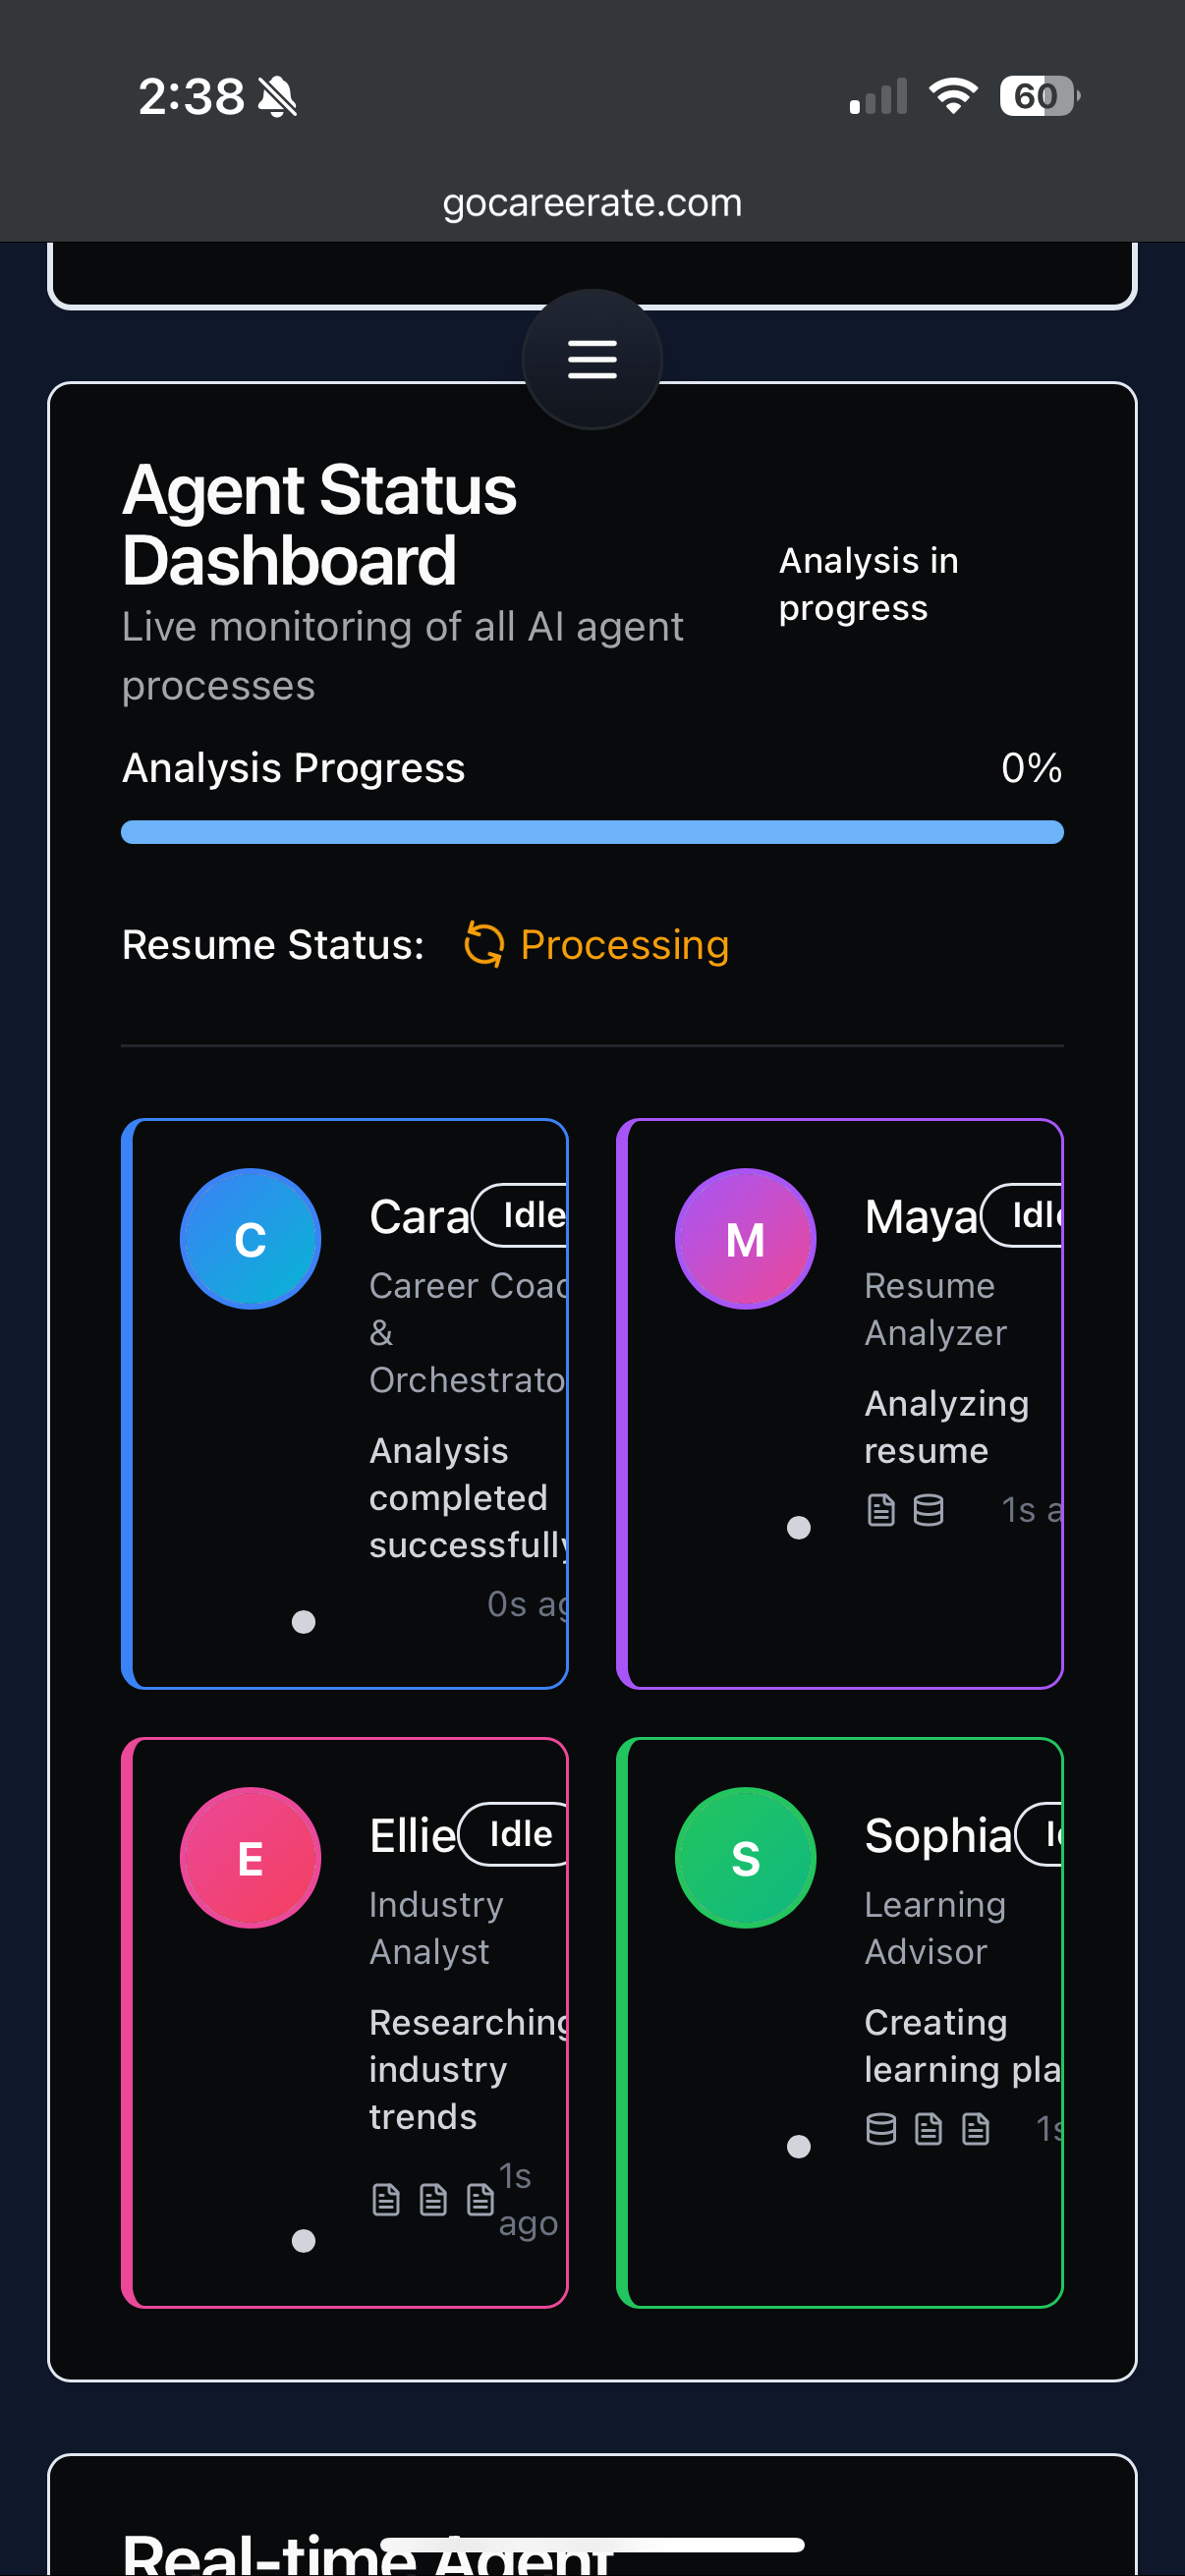 2:38
60
gocareerate.com
Agent Status
Dashboard
Live monitoring of all AI agent
processes
Analysis in
progress
Analysis Progress
0%
Resume Status:
Processing
C
Cara
Idle
Career Coac
&
Orchestrato
Analysis
completed
successfully
0s ag
M
Maya
Idle
Resume
Analyzer
Analyzing
resume
1s a
E
Ellie
Idle
Industry
Analyst
Researching
industry
trends
1s
ago
S
Sophia
Id
Learning
Advisor
Creating
learning pla
1s
Real-time Agent